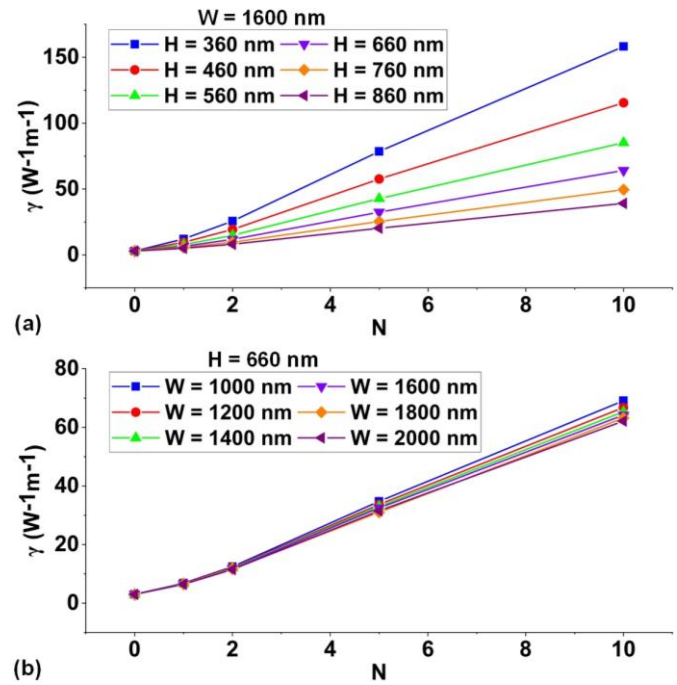 W = 1600 nm
H = 360 nm H = 660 nm
H = 460 nm H = 760 nm
H = 560 nm H = 860 nm
150
100
50
0
γ (W-1m-1)
0 2 4 6 8 10
N
(a)
H = 660 nm
W = 1000 nm W = 1600 nm
W = 1200 nm W = 1800 nm
W = 1400 nm W = 2000 nm
80
60
40
20
0
γ (W-1m-1)
0 2 4 6 8 10
N
(b)